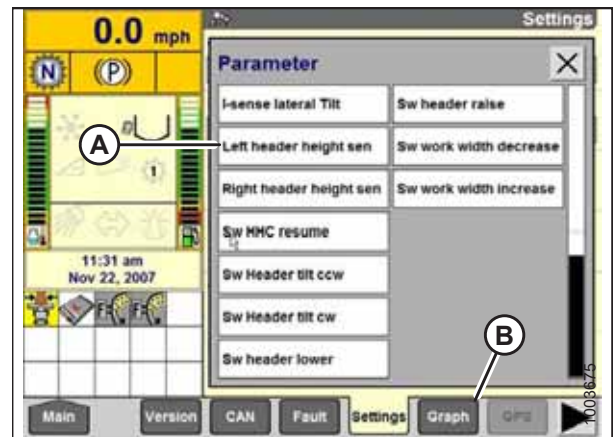 0.0 mph
Settings
N
(P)
Parameter
I-sense lateral Tilt
Sw header raise
A
Left header height sen
Sw work width decrease
1
Right header height sen
Sw work width increase
Sw HHC resume
11:31 am
Nov 22, 2007
Sw Header tilt ccw
Sw Header tilt cw
B
Sw header lower
Main
Version
CAN
Fault
Settings
Graph
GPS
1003675